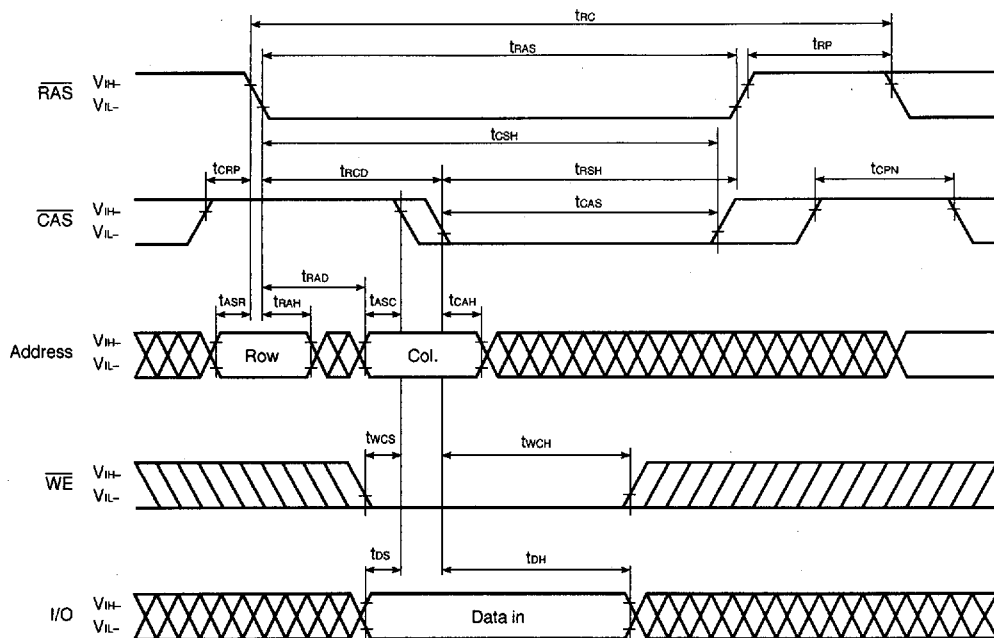 tRC
tRAS
tRP
RAS
VIH–
VIL–
tCSH
tCRP
tRCD
tRSH
tCPN
CAS
VIH–
VIL–
tCAS
tRAD
tASR
tRAH
tASC
tCAH
Address
VIH–
VIL–
Row
Col.
tWCS
tWCH
WE
VIH–
VIL–
tDS
tDH
I/O
VIH–
VIL–
Data in